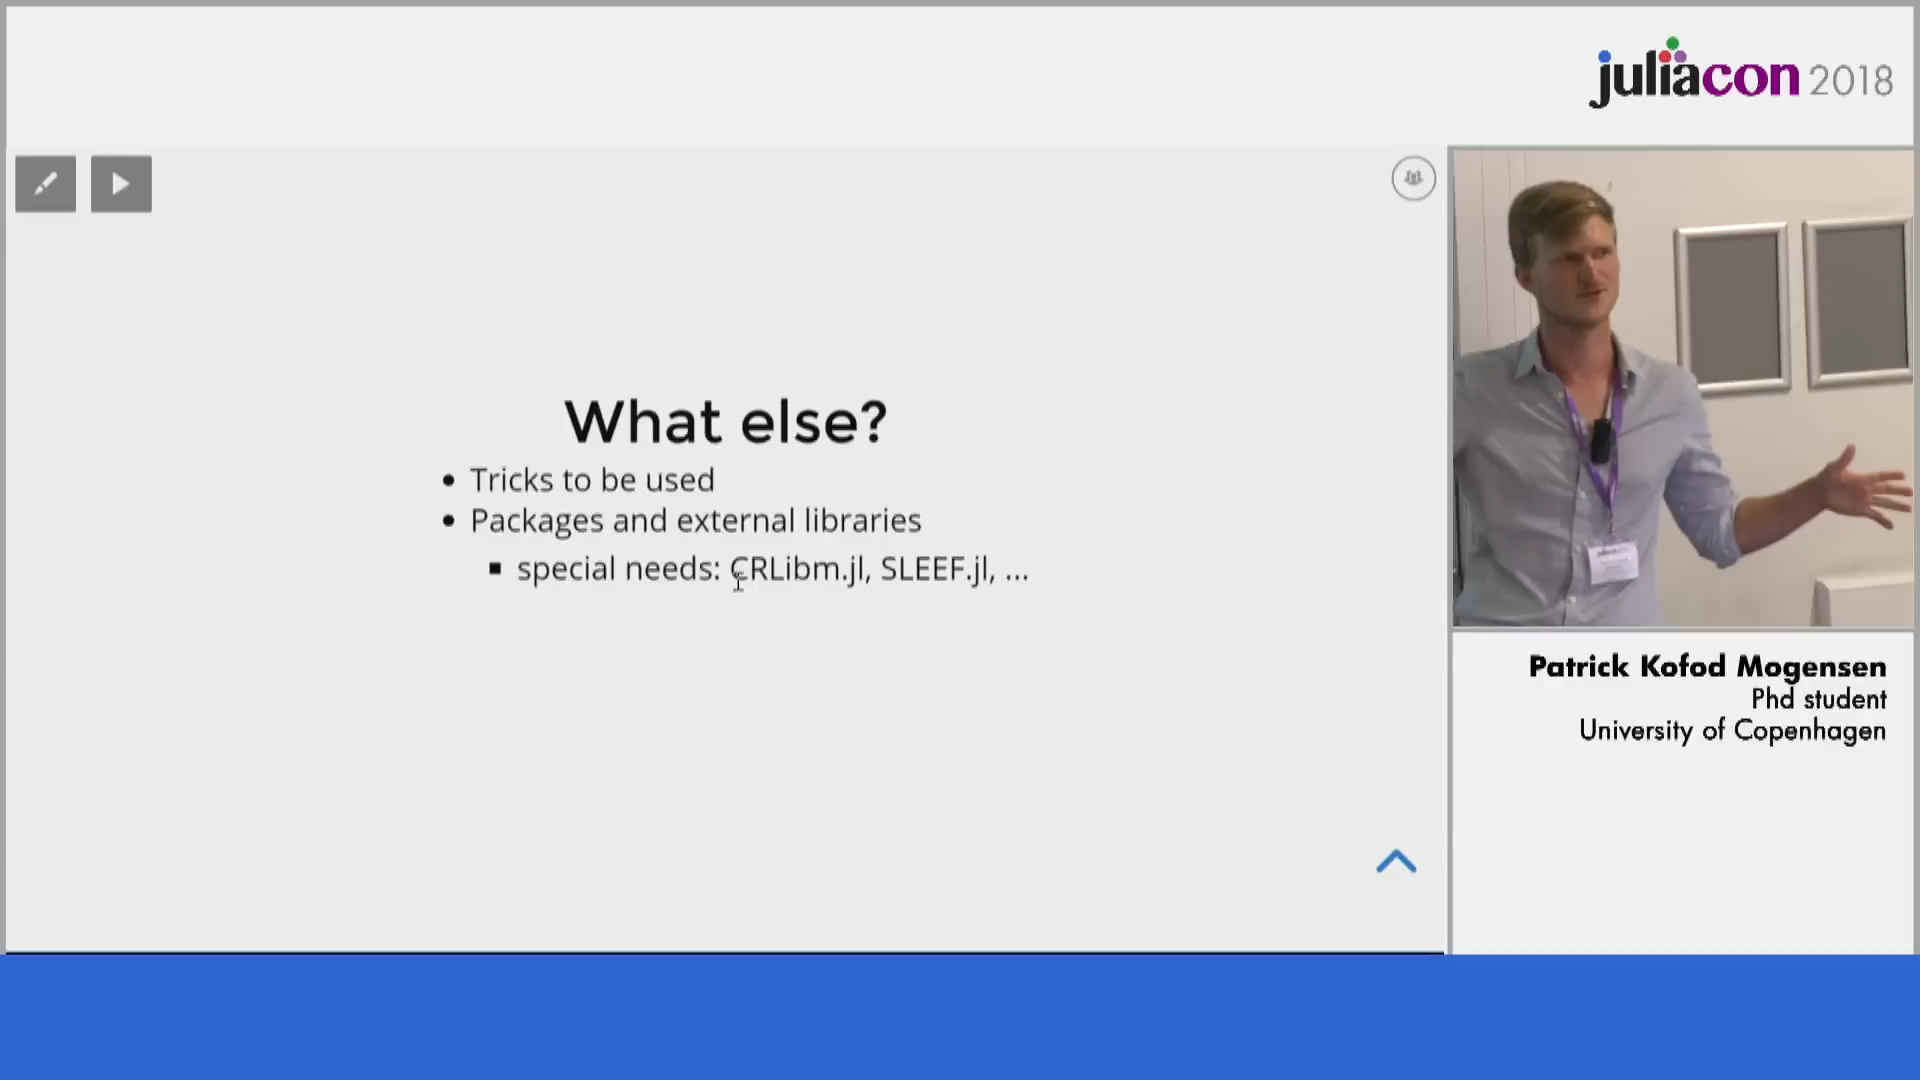 juliacon 2018
What else?
• Tricks to be used
• Packages and external libraries
▪ special needs: CRLibm.jl, SLEEF.jl, ...
Patrick Kofod Mogensen
Phd student
University of Copenhagen